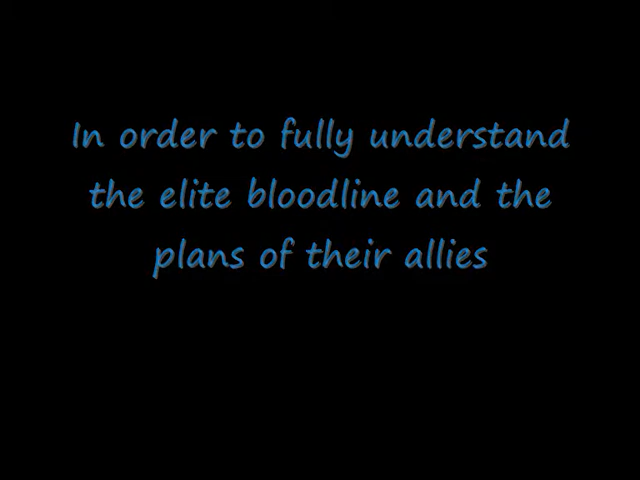 In order to fully understand
the elite bloodline and the
plans of their allies